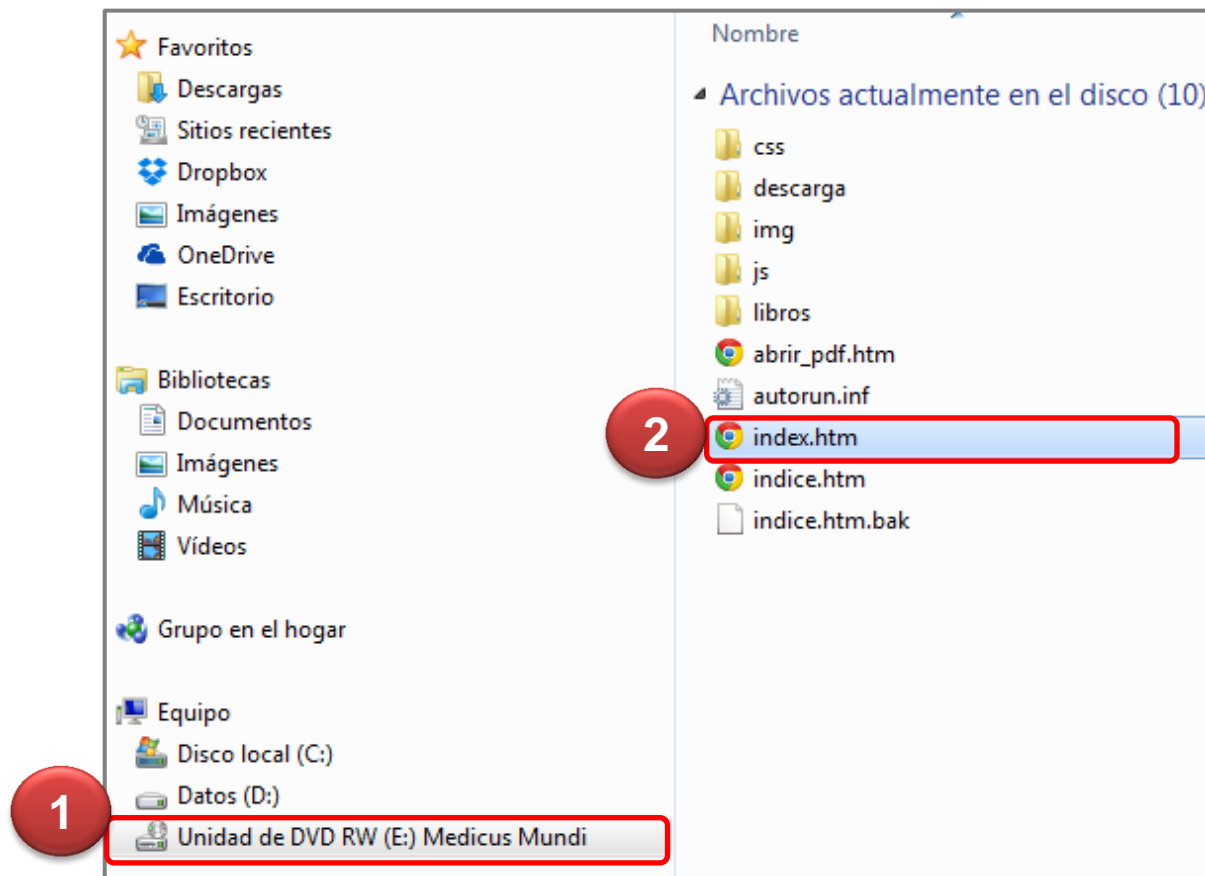 Favoritos
Descargas
Sitios recientes
Dropbox
Imágenes
OneDrive
Escritorio
Bibliotecas
Documentos
Imágenes
Música
Vídeos
Grupo en el hogar
Equipo
Disco local (C:)
Datos (D:)
1
Unidad de DVD RW (E:) Medicus Mundi
Nombre
Archivos actualmente en el disco (10)
css
descarga
img
js
libros
abrir_pdf.htm
autorun.inf
2
index.htm
indice.htm
indice.htm.bak